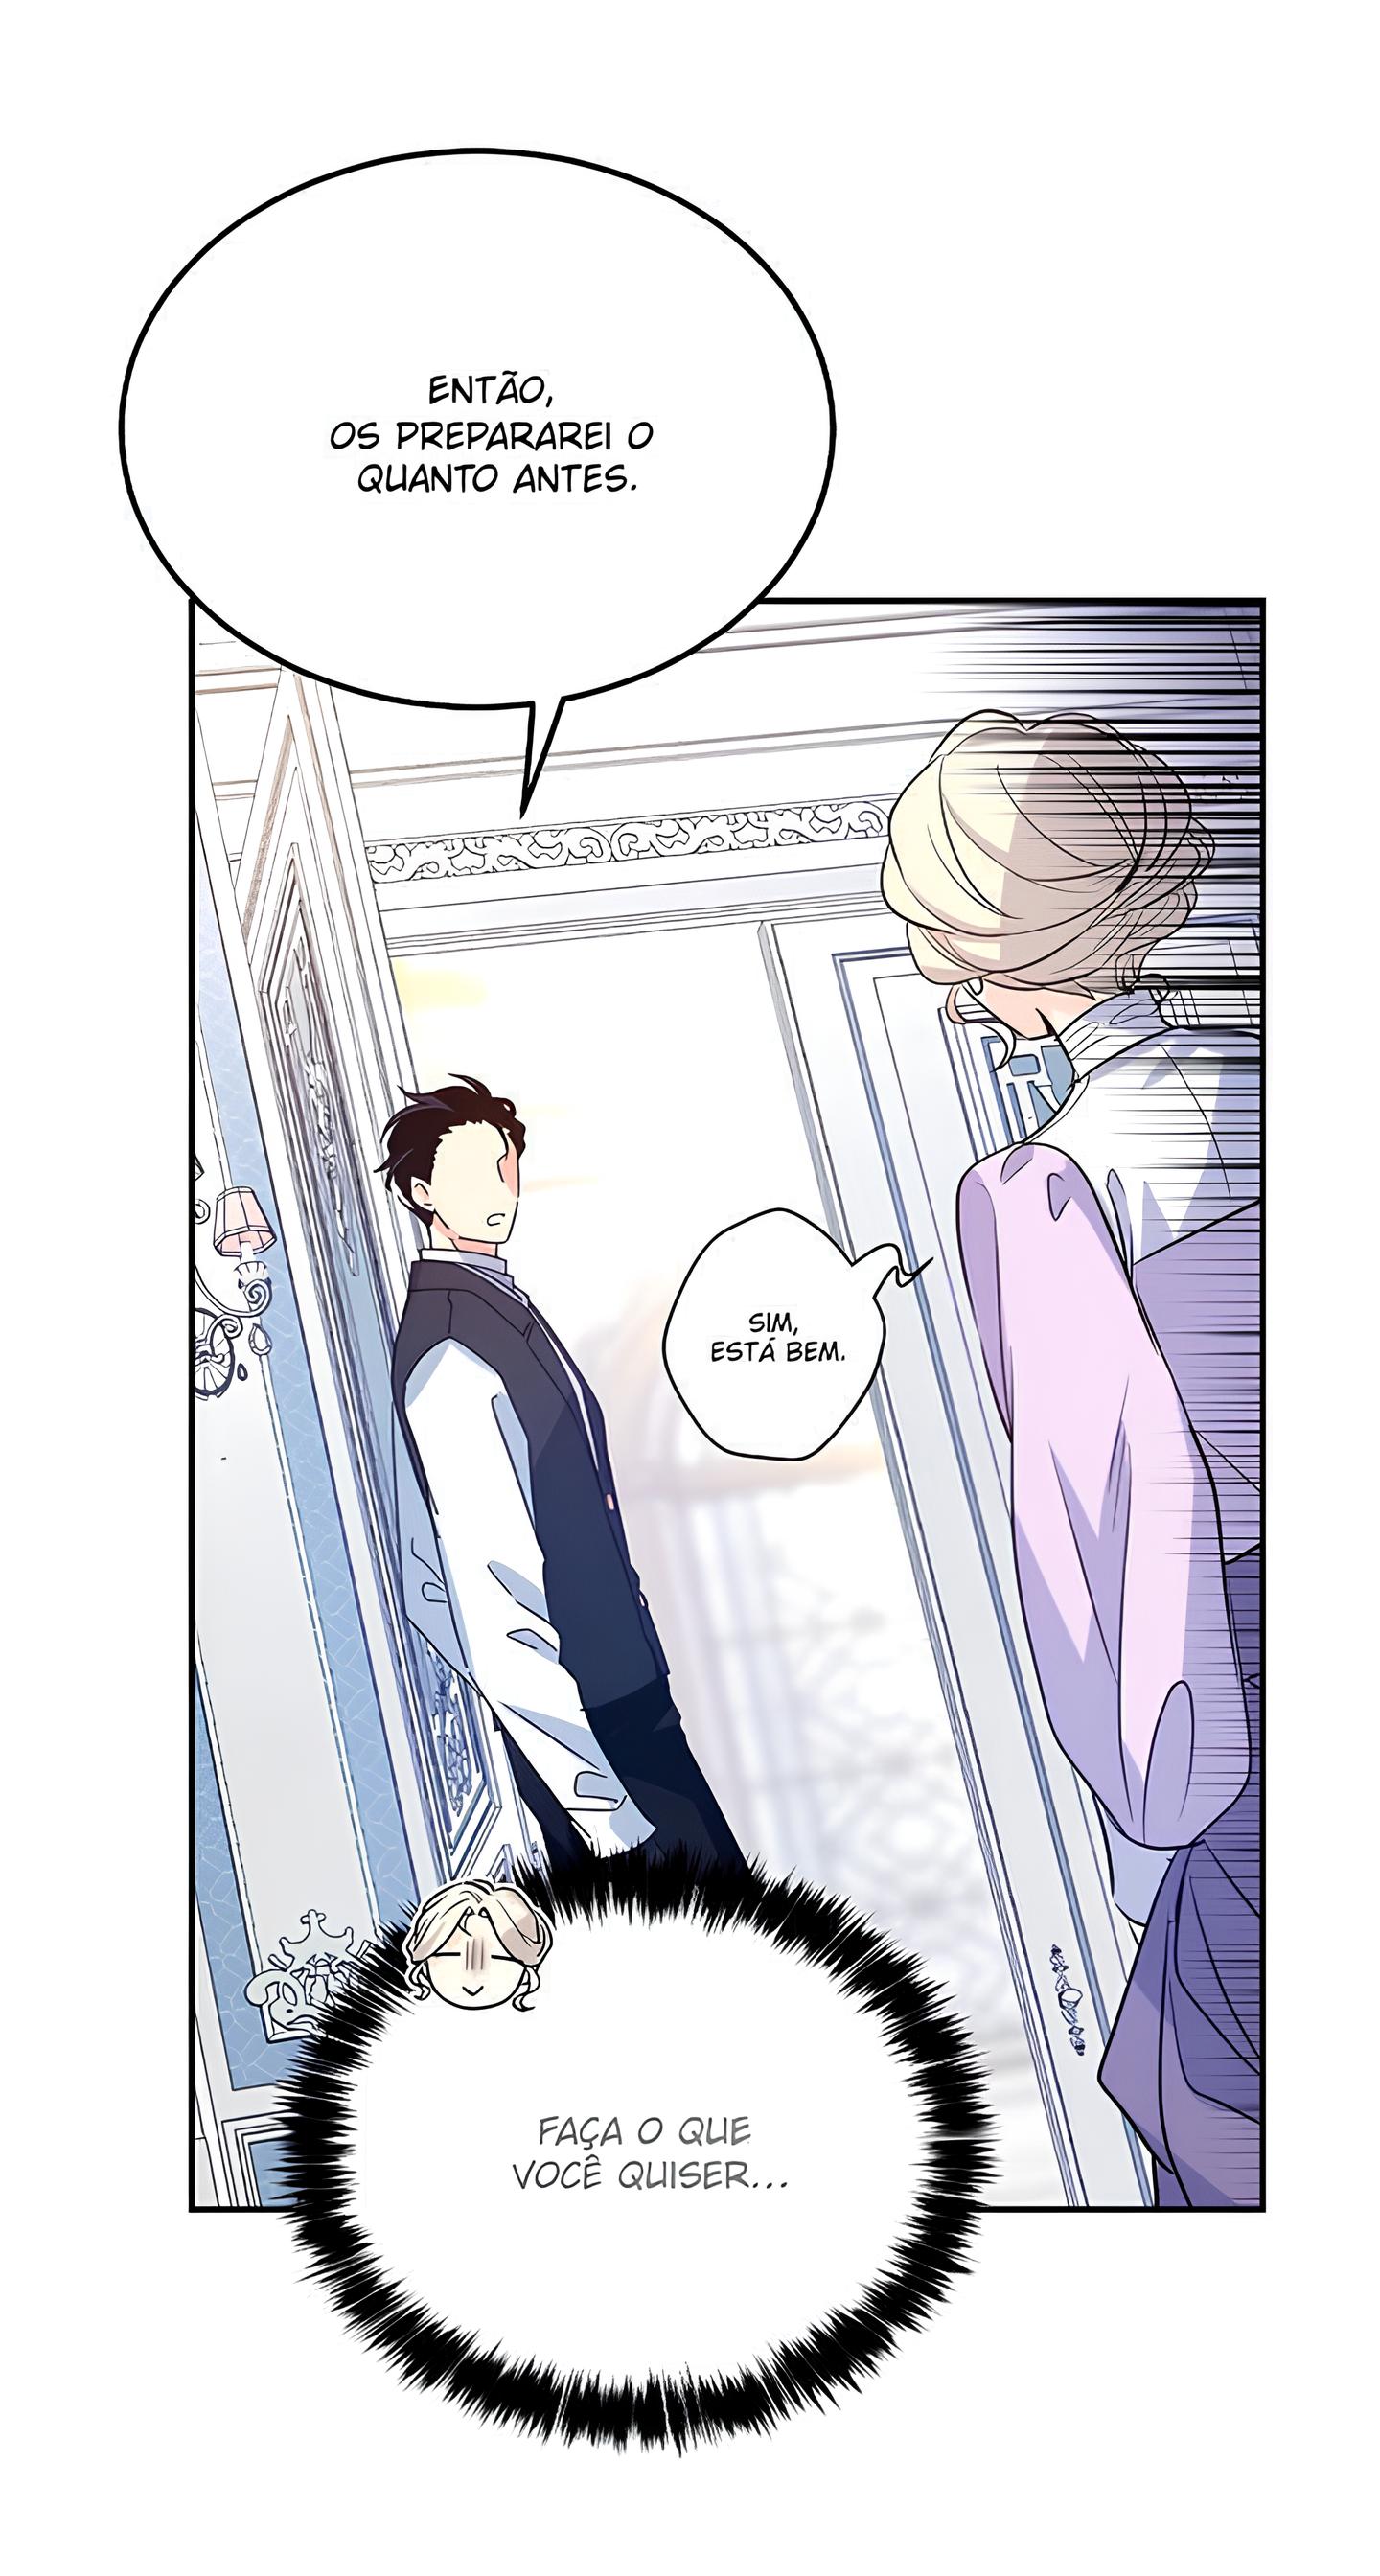 ENTÃO,
OS PREPARAREI O
QUANTO ANTES.
SIM,
ESTÁ BEM.
FAÇA O QUE
VOCÊ QUISER...